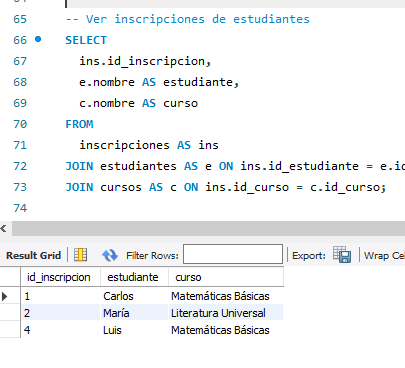 65 -- Ver inscripciones de estudiantes
66 SELECT
67 ins.id_inscripcion,
68 e.nombre AS estudiante,
69 c.nombre AS curso
70 FROM
71 inscripciones AS ins
72 JOIN estudiantes AS e ON ins.id_estudiante = e.id
73 JOIN cursos AS c ON ins.id_curso = c.id_curso;
74
Result Grid Filter Rows: Export: Wrap Cel
id_inscripcion estudiante curso
1 Carlos Matemáticas Básicas
2 María Literatura Universal
4 Luis Matemáticas Básicas